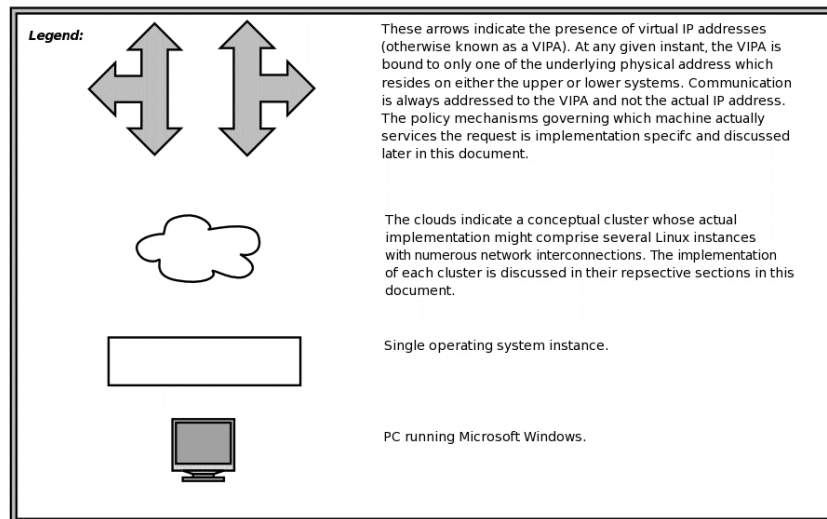 Legend:
These arrows indicate the presence of virtual IP addresses
(otherwise known as a VIPA). At any given instant, the VIPA is
bound to only one of the underlying physical address which
resides on either the upper or lower systems. Communication
is always addressed to the VIPA and not the actual IP address.
The policy mechanisms governing which machine actually
services the request is implementation specifc and discussed
later in this document.
The clouds indicate a conceptual cluster whose actual
implementation might comprise several Linux instances
with numerous network interconnections. The implementation
of each cluster is discussed in their repsective sections in this
document.
Single operating system instance.
PC running Microsoft Windows.